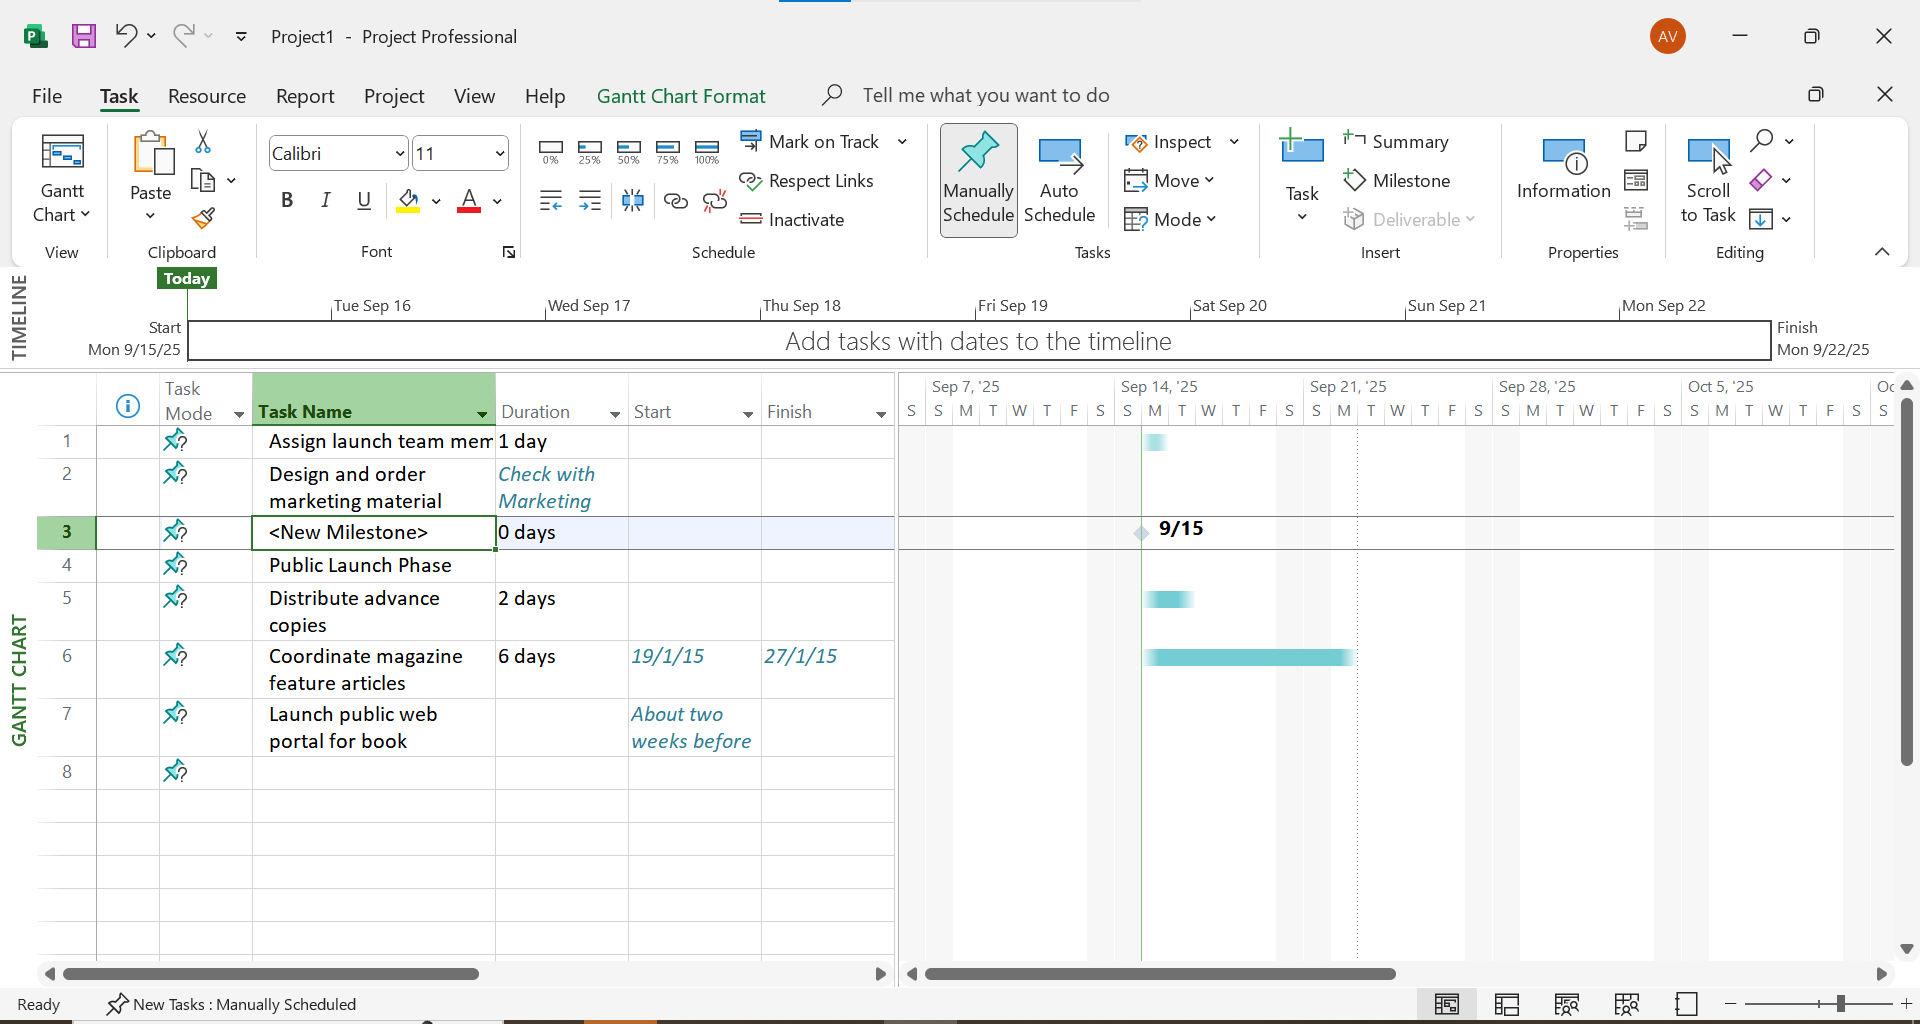 Project1 - Project Professional
AV
File Task Resource Report Project View Help Gantt Chart Format Tell me what you want to do
Gantt Chart
View
Paste
Clipboard
Calibri 11
B I U A
Font
0% 25% 50% 75% 100%
Mark on Track
Respect Links
Inactivate
Schedule
Manually Schedule
Auto Schedule
Inspect
Move
Mode
Tasks
Task
Summary
Milestone
Deliverable
Insert
Information
Properties
Scroll to Task
Editing
TIMELINE
Today
Tue Sep 16 Wed Sep 17 Thu Sep 18 Fri Sep 19 Sat Sep 20 Sun Sep 21 Mon Sep 22
Start
Mon 9/15/25
Add tasks with dates to the timeline
Finish
Mon 9/22/25
GANTT CHART
Task Mode Task Name Duration Start Finish
1 Assign launch team mem 1 day
2 Design and order marketing material Check with Marketing
3 <New Milestone> 0 days
4 Public Launch Phase
5 Distribute advance copies 2 days
6 Coordinate magazine feature articles 6 days 19/1/15 27/1/15
7 Launch public web portal for book About two weeks before
8
Sep 7, '25 Sep 14, '25 Sep 21, '25 Sep 28, '25 Oct 5, '25 Oc
S S M T W T F S S M T W T F S S M T W T F S S M T W T F S S M T W T F S S
9/15
Ready New Tasks : Manually Scheduled